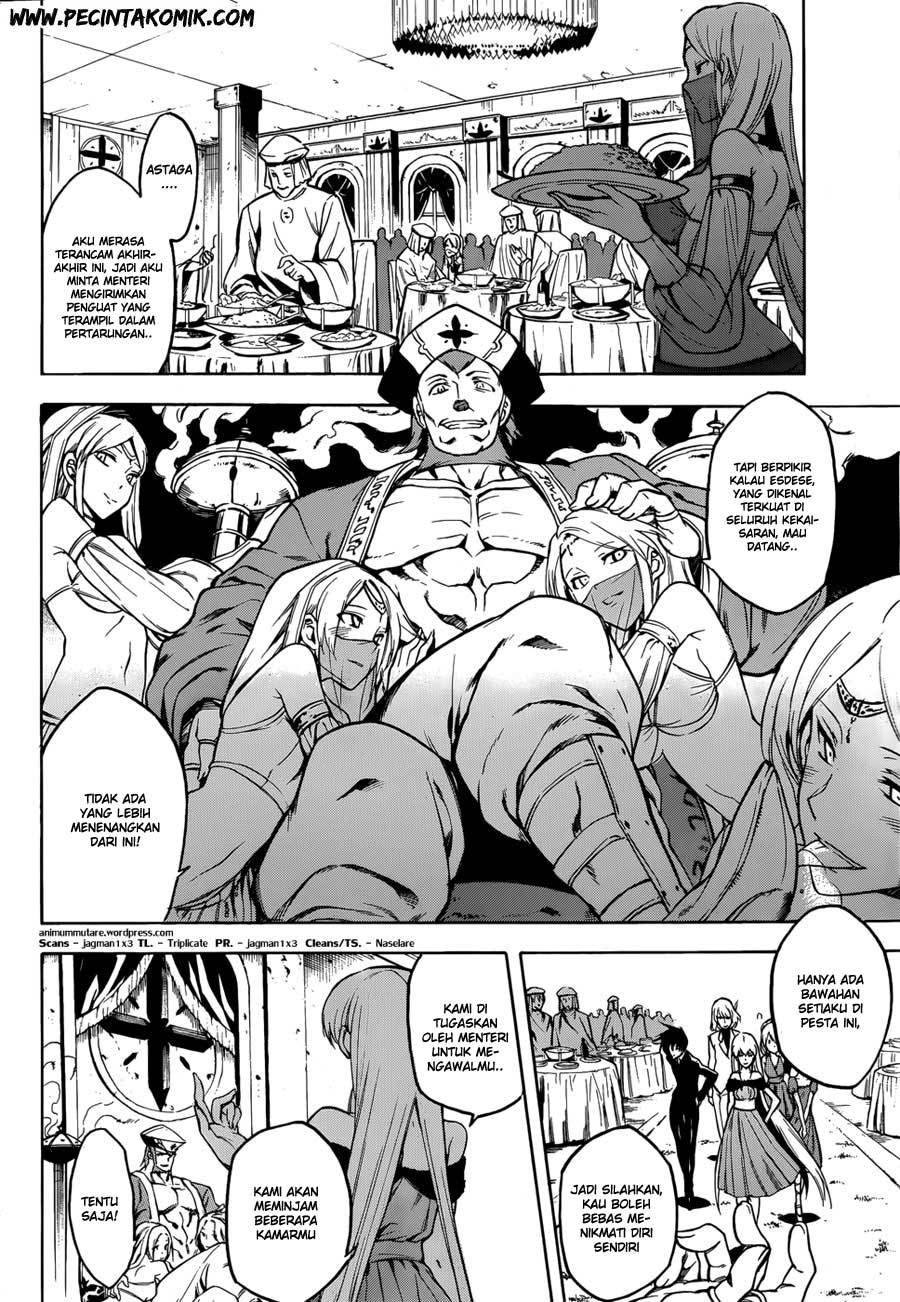 WWW.PECINTAKOMIK.COM
ASTAGA
....
AKU MERASA
TERANCAM AKHIR-
AKHIR INI, JADI AKU
MINTA MENTERI
MENGIRIMKAN
PENGUAT YANG
TERAMPIL DALAM
PERTARUNGAN..
TAPI BERPIKIR
KALAU ESDESE,
YANG DIKENAL
TERKUAT DI
SELURUH KEKAI-
SARAN, MAU
DATANG..
TIDAK ADA
YANG LEBIH
MENENANGKAN
DARI INI!
animummutare.wordpress.com
Scans - jagman1x3 TL. - Triplicate PR. - jagman1x3 Cleans/TS. - Naselare
HANYA ADA
BAWAHAN
SETIAKU DI
PESTA INI,
JADI SILAHKAN,
KAU BOLEH
BEBAS ME-
NIKMATI DIRI
SENDIRI
KAMI DI
TUGASKAN
OLEH MENTERI
UNTUK ME-
NGAWALMU..
KAMI AKAN
MEMINJAM
BEBERAPA
KAMARMU
TENTU
SAJA!